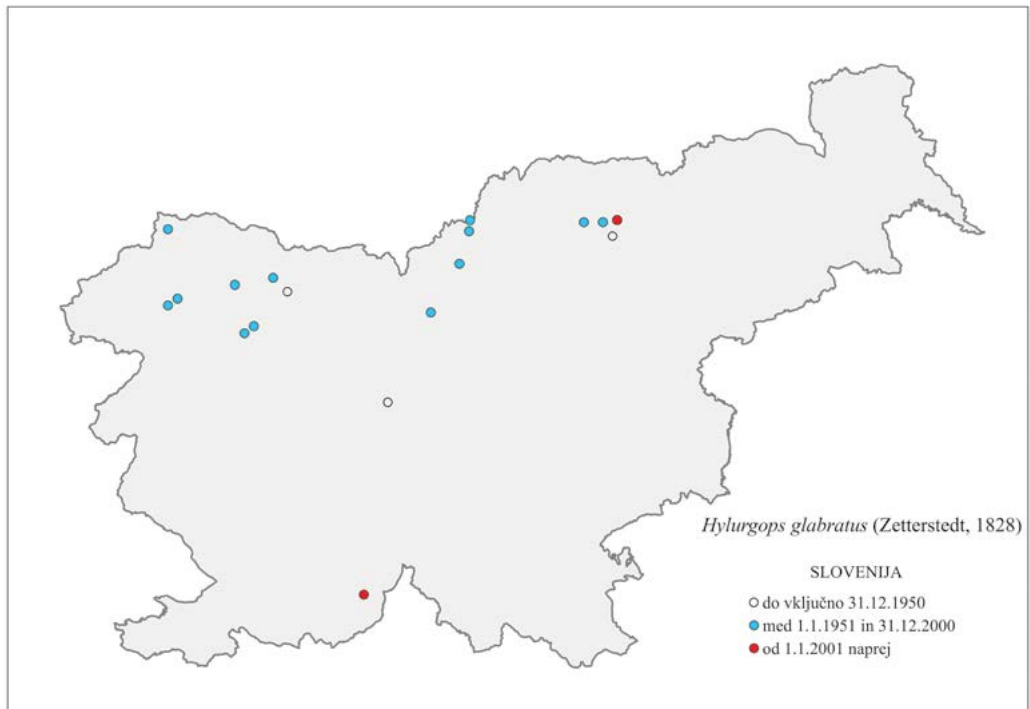 Hylurgops glabratus (Zetterstedt, 1828)
SLOVENIJA
do vključno 31.12.1950
med 1.1.1951 in 31.12.2000
od 1.1.2001 naprej